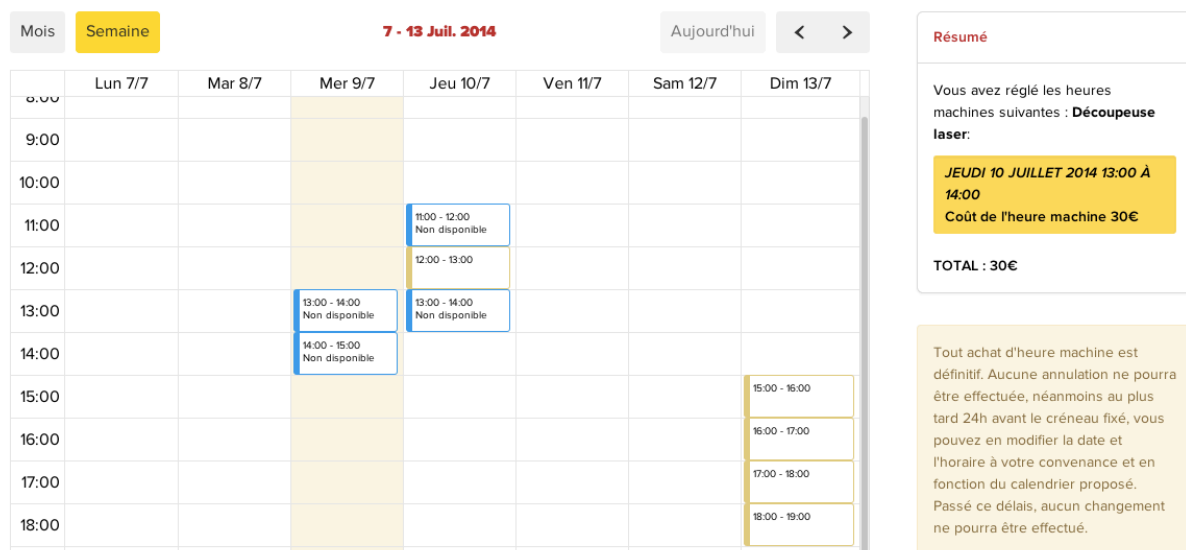 Mois
Semaine
7 - 13 Juil. 2014
Aujourd'hui
Lun 7/7
Mar 8/7
Mer 9/7
Jeu 10/7
Ven 11/7
Sam 12/7
Dim 13/7
8:00
9:00
10:00
11:00
11:00 - 12:00
Non disponible
12:00
12:00 - 13:00
13:00
13:00 - 14:00
Non disponible
13:00 - 14:00
Non disponible
14:00
14:00 - 15:00
Non disponible
15:00
15:00 - 16:00
16:00
16:00 - 17:00
17:00
17:00 - 18:00
18:00
18:00 - 19:00
Résumé
Vous avez réglé les heures
machines suivantes : Découpeuse
laser:
JEUDI 10 JUILLET 2014 13:00 À
14:00
Coût de l'heure machine 30€
TOTAL : 30€
Tout achat d'heure machine est
définitif. Aucune annulation ne pourra
être effectuée, néanmoins au plus
tard 24h avant le créneau fixé, vous
pouvez en modifier la date et
l'horaire à votre convenance et en
fonction du calendrier proposé.
Passé ce délais, aucun changement
ne pourra être effectué.